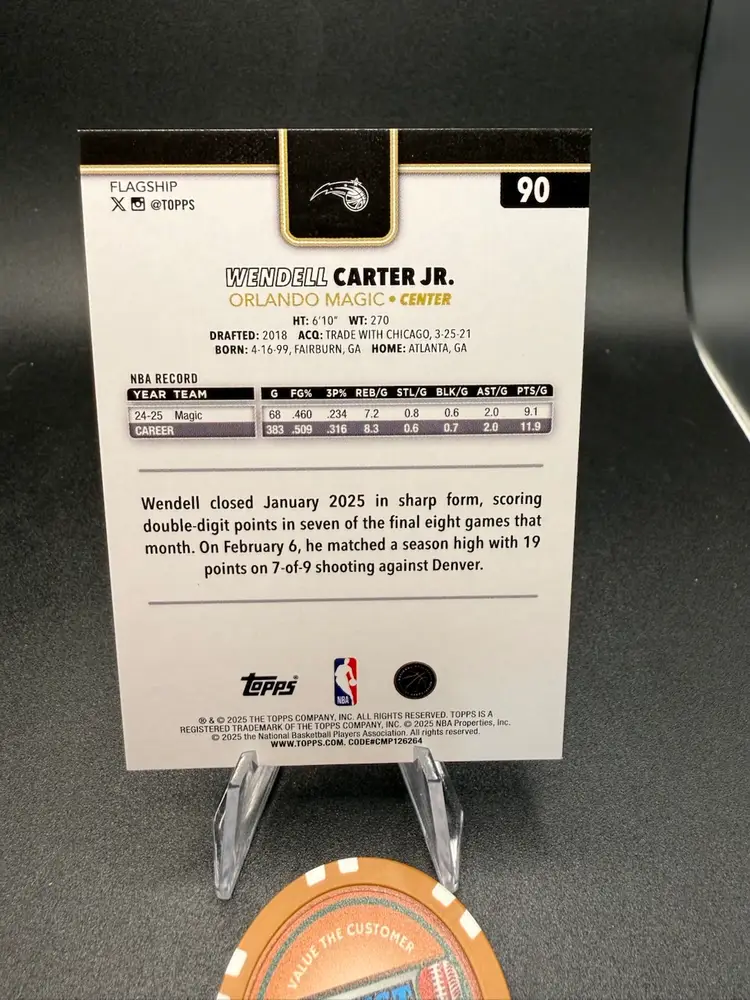 FLAGSHIP
@TOPPS
90
WENDELL CARTER JR.
ORLANDO MAGIC • CENTER
HT: 6'10" WT: 270
DRAFTED: 2018 ACQ: TRADE WITH CHICAGO, 3-25-21
BORN: 4-16-99, FAIRBURN, GA HOME: ATLANTA, GA
NBA RECORD
YEAR TEAM G FG% 3P% REB/G STL/G BLK/G AST/G PTS/G
24-25 Magic 68 .460 .234 7.2 0.8 0.6 2.0 9.1
CAREER 383 .509 .316 8.3 0.6 0.7 2.0 11.9
Wendell closed January 2025 in sharp form, scoring
double-digit points in seven of the final eight games that
month. On February 6, he matched a season high with 19
points on 7-of-9 shooting against Denver.
topps®
NBA
® & © 2025 THE TOPPS COMPANY, INC. ALL RIGHTS RESERVED. TOPPS IS A
REGISTERED TRADEMARK OF THE TOPPS COMPANY, INC. © 2025 NBA Properties, Inc.
© 2025 the National Basketball Players Association. All rights reserved.
WWW.TOPPS.COM. CODE#CMP126264
VALUE THE CUSTOMER